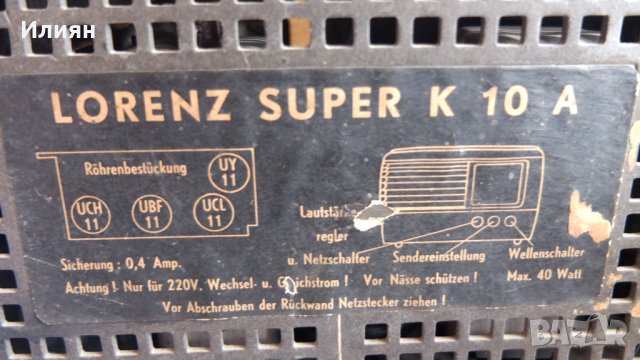 Илиян
LORENZ SUPER K 10 A
Röhrenbestückung
UY
11
UCH
11
UBF
11
UCL
11
regler
u. Netzschalter
Sendereinstellung
Wellenschalter
Sicherung : 0,4 Amp.
Max. 40 Watt
Achtung ! Nur für 220V. Wechsel- u. Gleichstrom ! Vor Nässe schützen !
Vor Abschrauben der Rückwand Netzstecker ziehen !
BAZAR